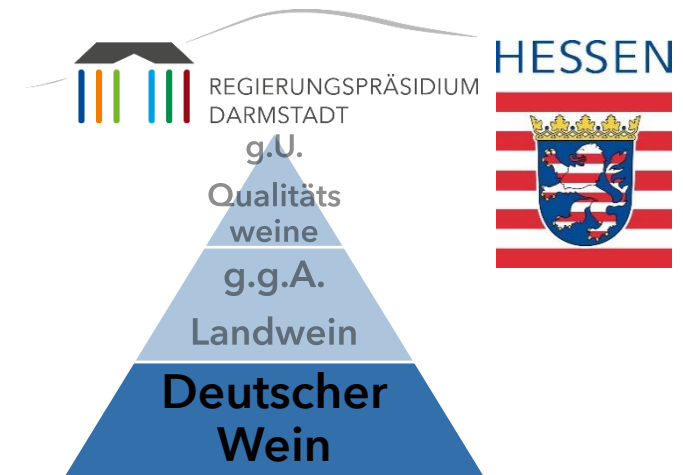 REGIERUNGSPRÄSIDIUM
DARMSTADT
HESSEN
g.U.
Qualitäts
weine
g.g.A.
Landwein
Deutscher
Wein